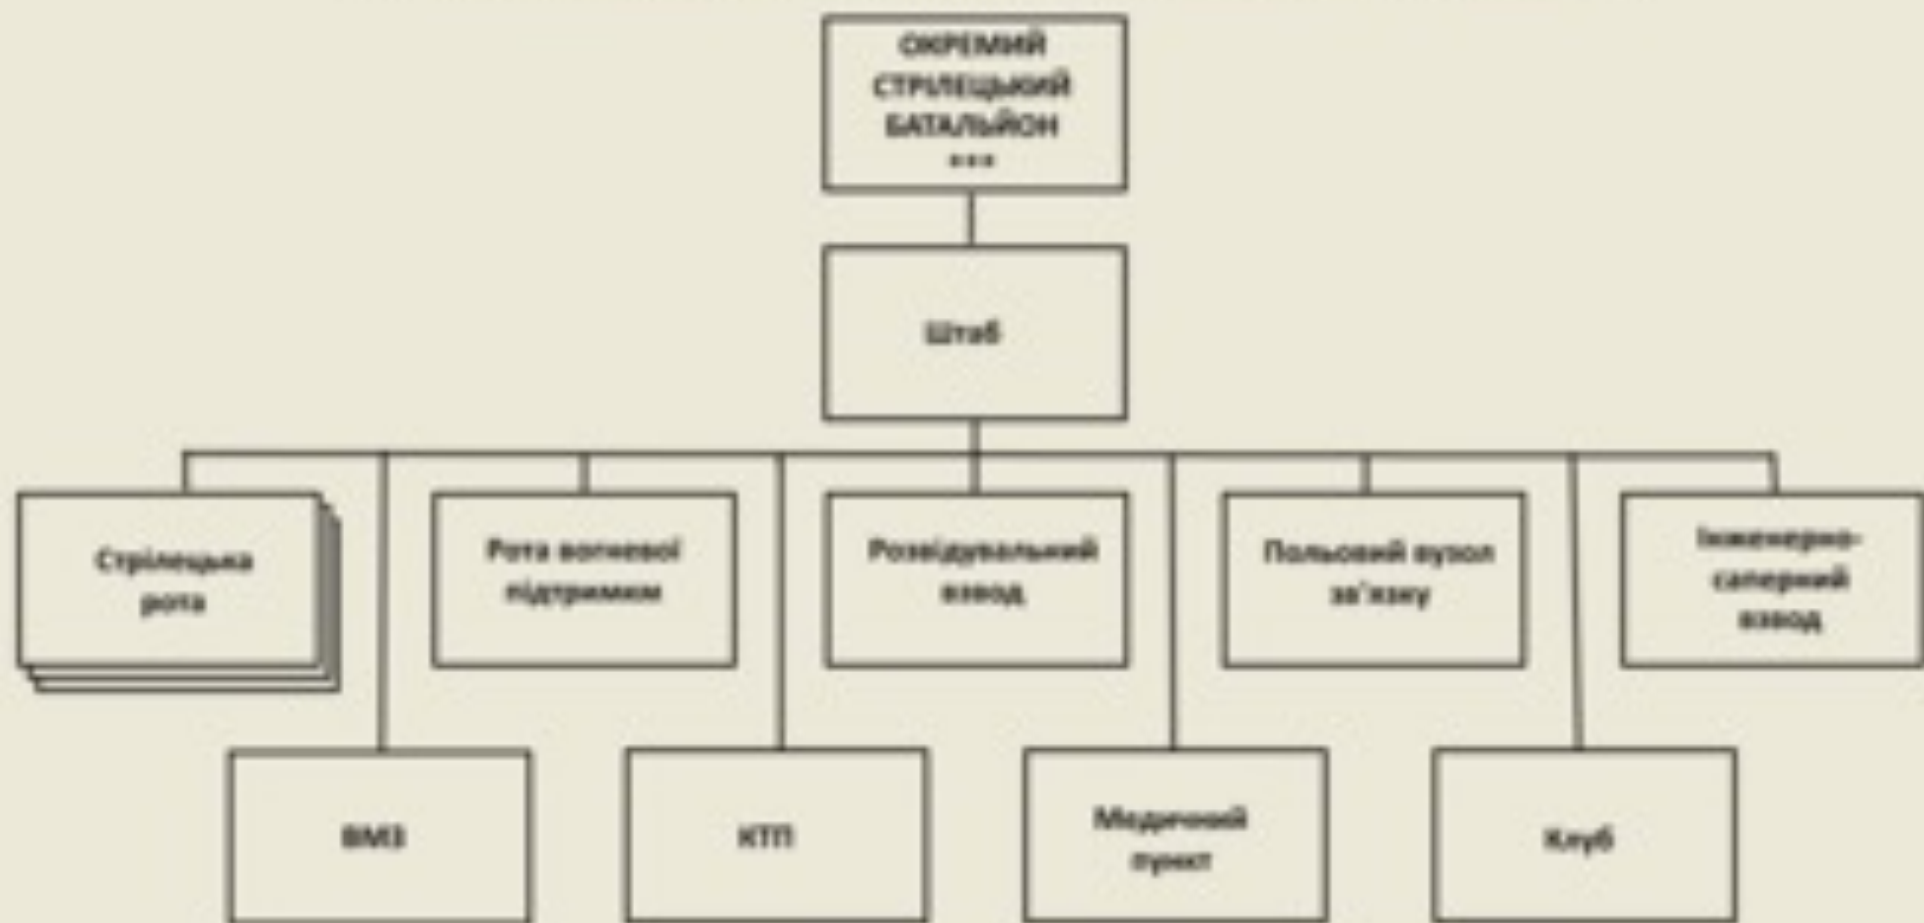 ОКРЕМИЙ
СТРІЛЕЦЬКИЙ
БАТАЛЬЙОН
***
Штаб
Стрілецька
рота
Рота вогневої
підтримки
Розвідувальний
взвод
Польовий вузол
зв'язку
Інженерно-
саперний
взвод
ВМЗ
КТП
Медичний
пункт
Клуб